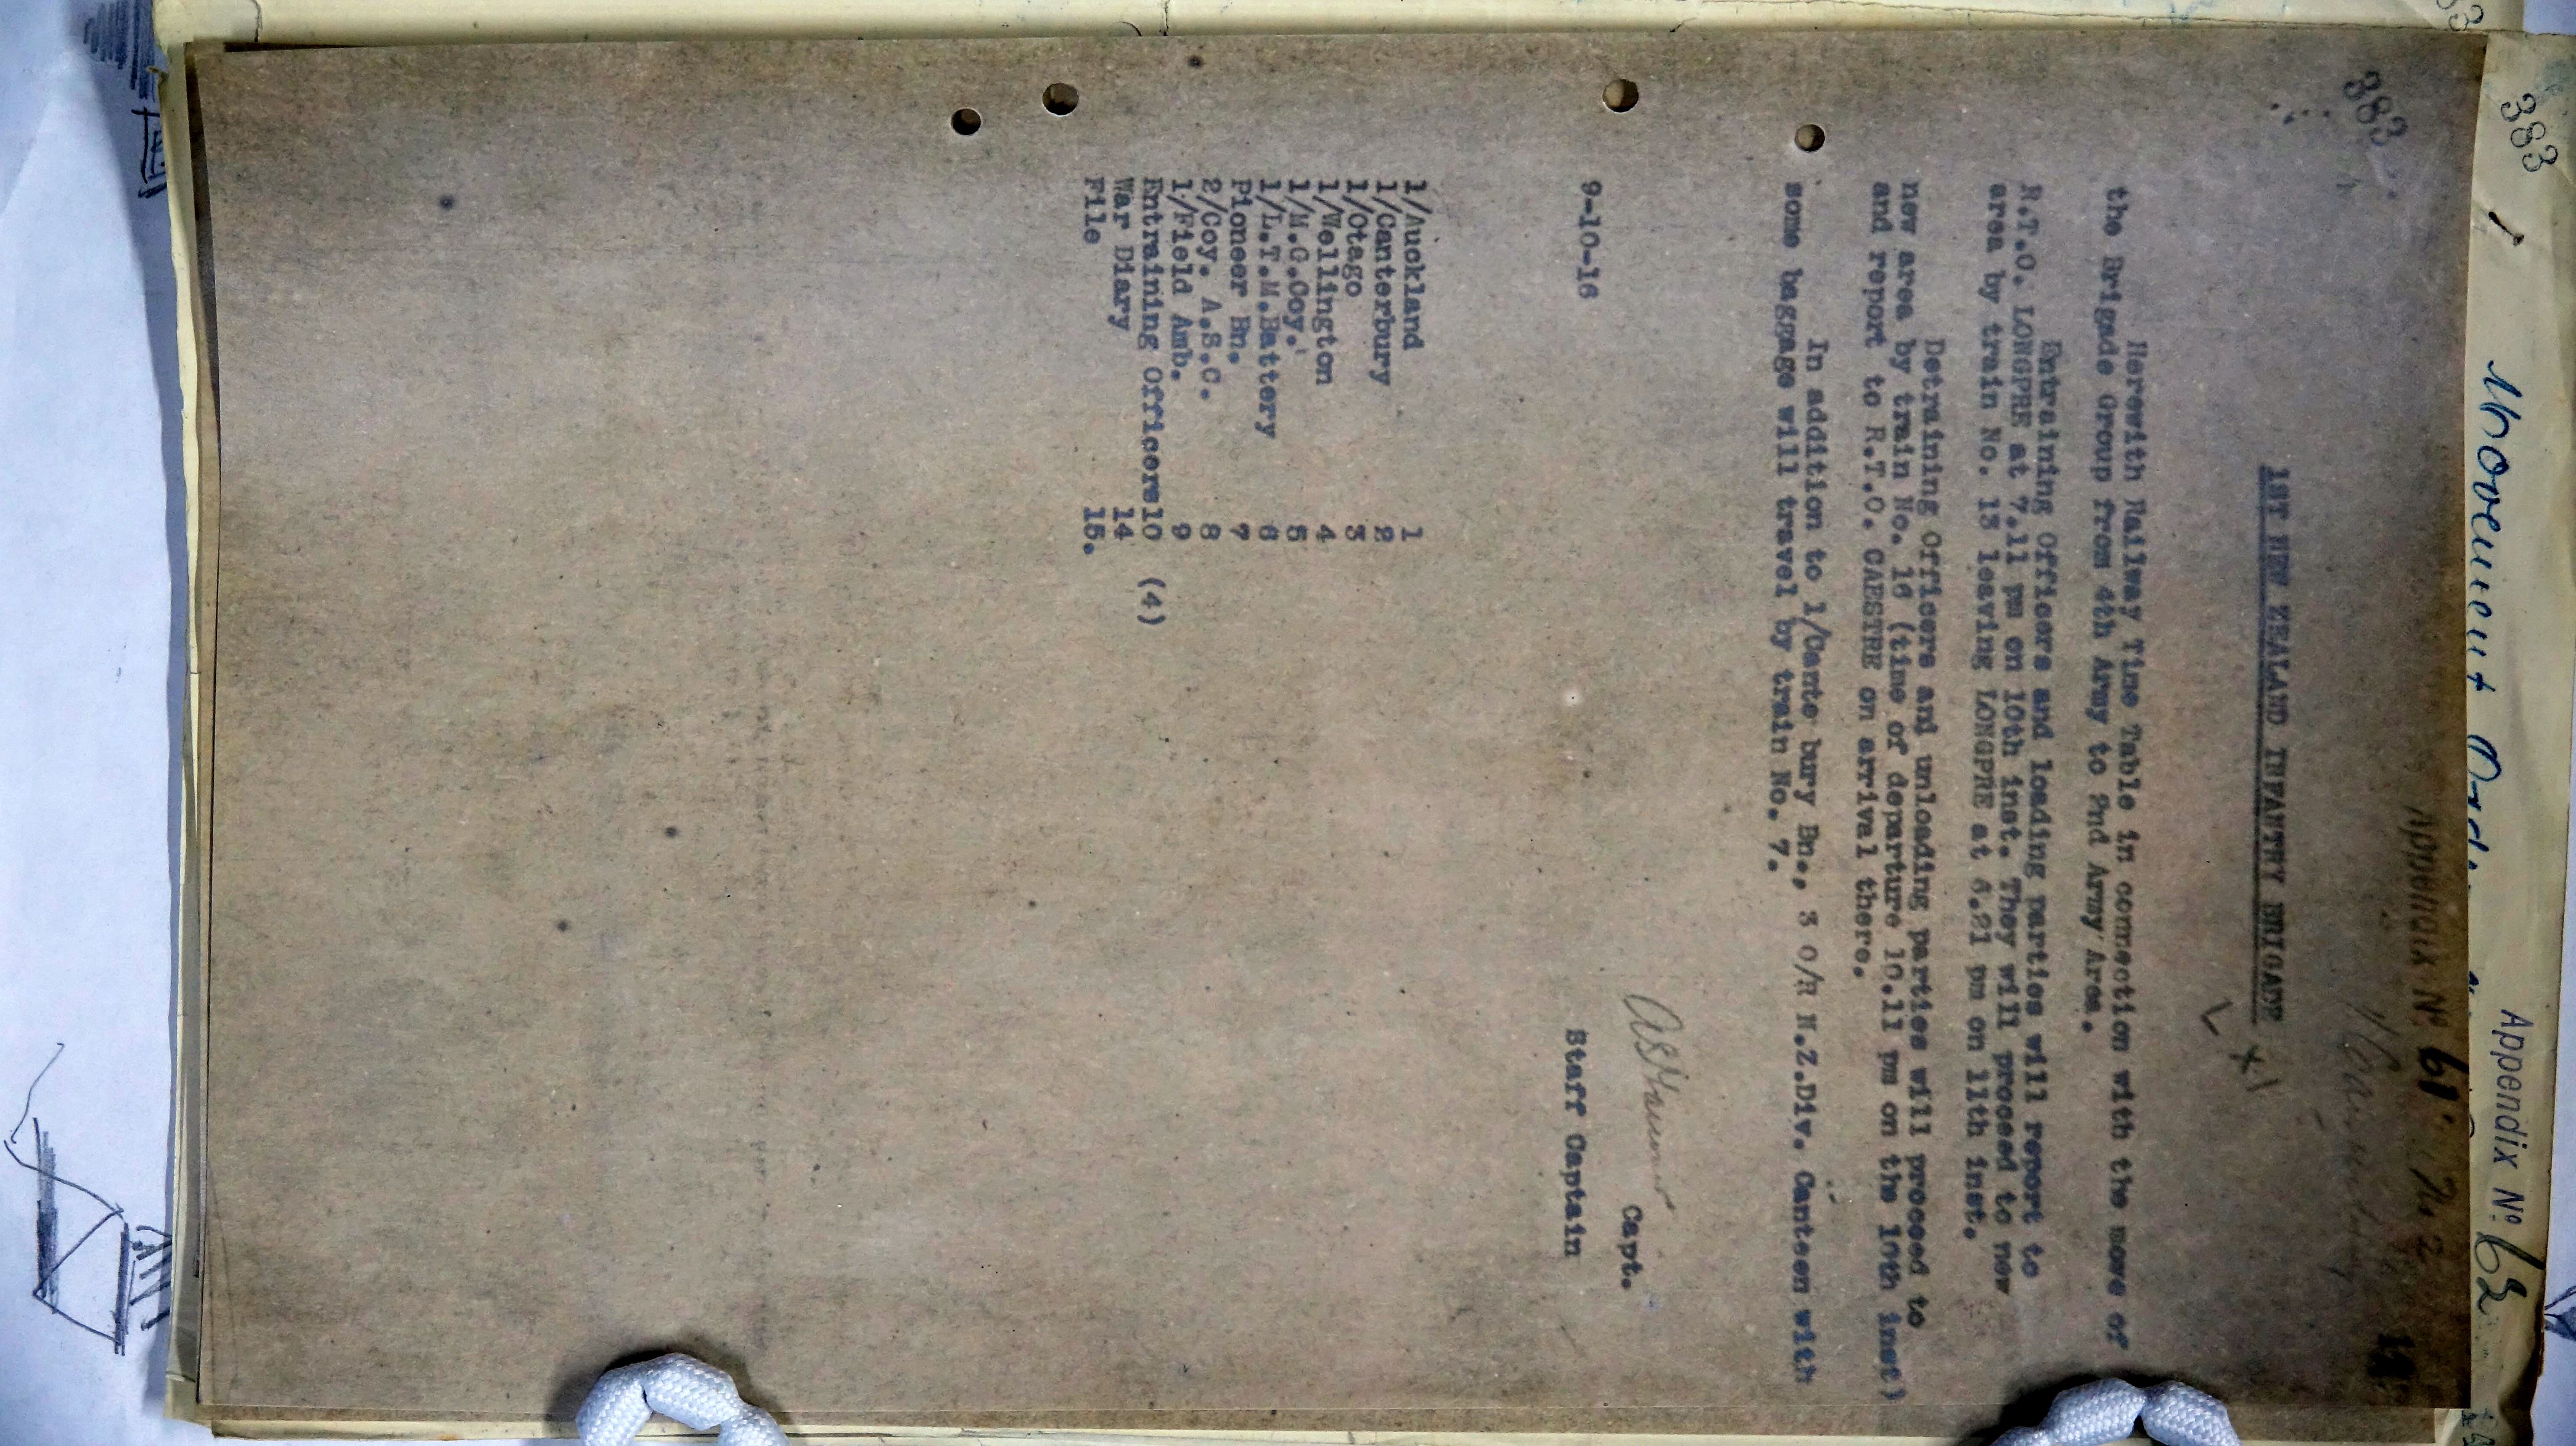 383
Movement
Appendix No 62
383
Appendix No 61. No 2
14
1ST NEW ZEALAND INFANTRY BRIGADE
Herewith Railway Time Table in connection with the move of
the Brigade Group from 4th Army to 2nd Army Area.
Entraining Officers and loading parties will report to
R.T.O. LONGPRE at 7.11 pm on 10th inst. They will proceed to new
area by train No. 13 leaving LONGPRE at 6.21 pm on 11th inst.
Detraining Officers and unloading parties will proceed to
new area by train No. 16 (time of departure 10.11 pm on the 10th inst)
and report to R.T.O. CAESTRE on arrival there.
In addition to 1/Cante bury Bn., 3 O/R N.Z.Div. Canteen with
some baggage will travel by train No. 7.
Capt.
9-10-16 Staff Captain
1/Auckland 1
1/Canterbury 2
1/Otago 3
1/Wellington 4
1/M.G.Coy. 5
1/L.T.M.Battery 6
Pioneer Bn. 7
2/Coy. A.S.C. 8
1/Field Amb. 9
Entraining Officers10 (4)
War Diary 14
File 15.